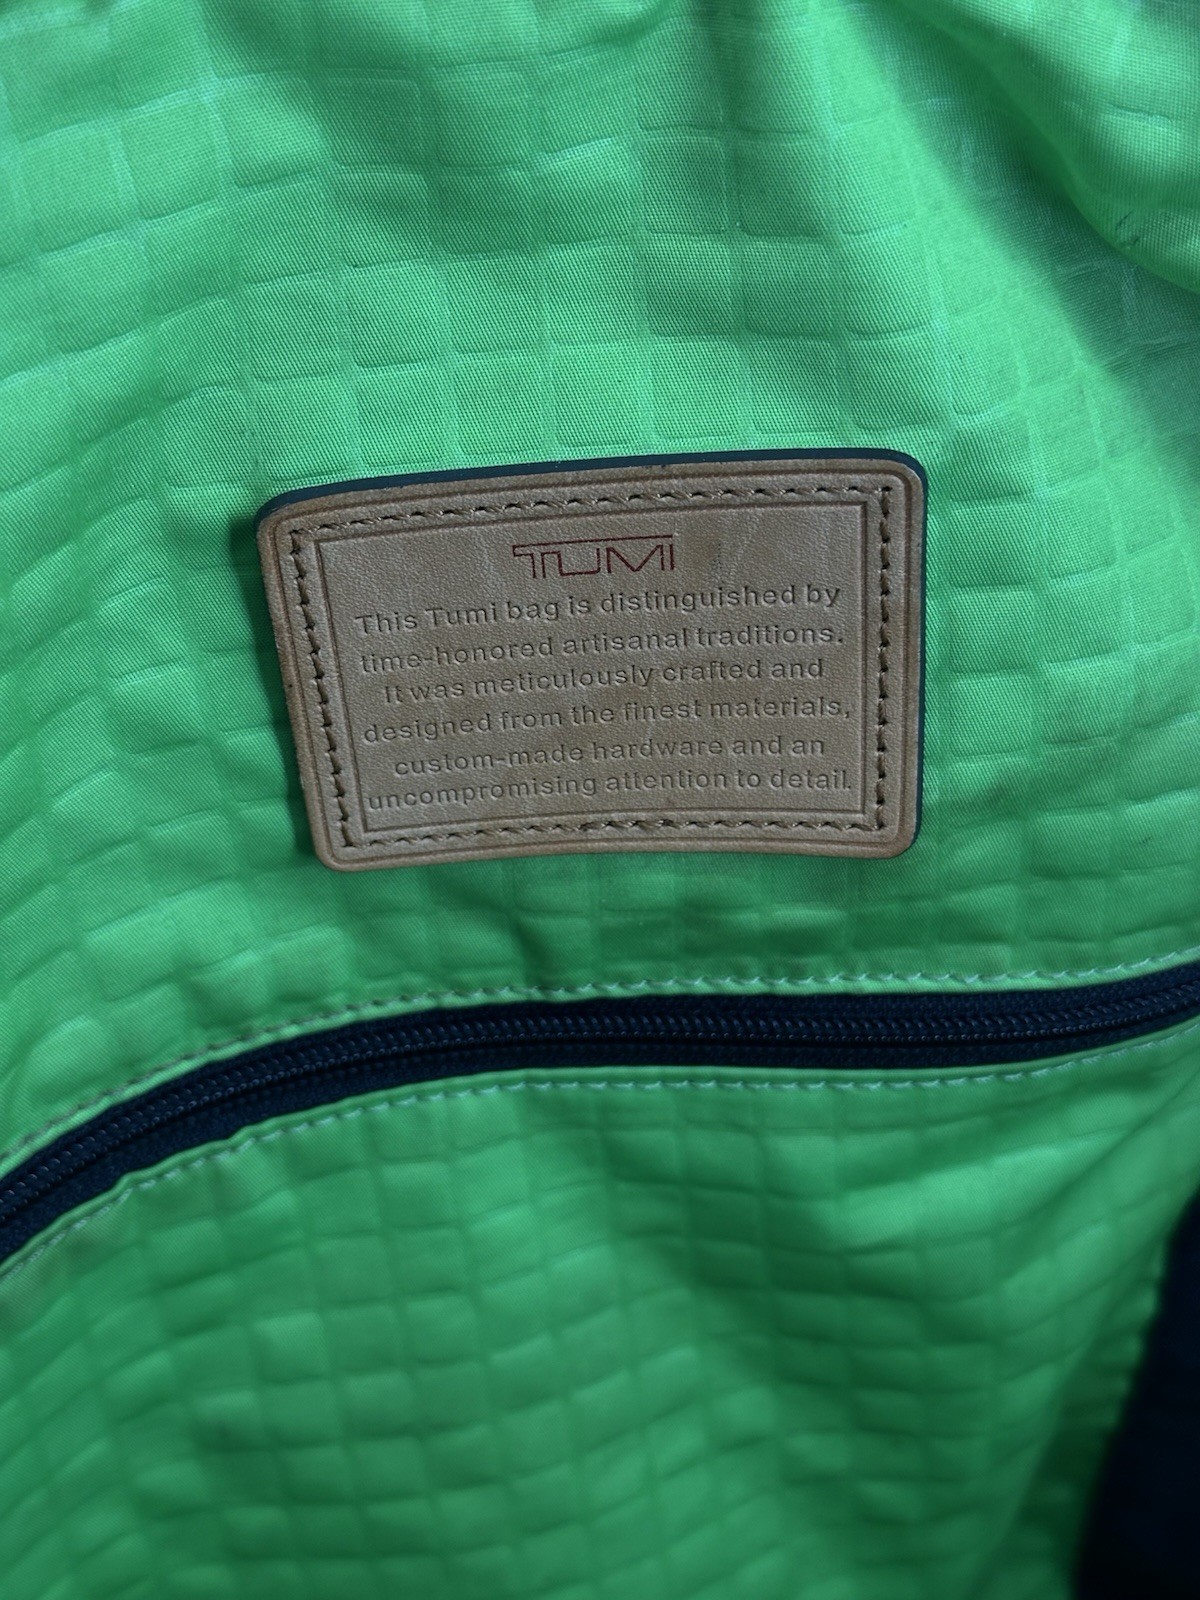 TUMI
This Tumi bag is distinguished by
time-honored artisanal traditions.
It was meticulously crafted and
designed from the finest materials,
custom-made hardware and an
uncompromising attention to detail.